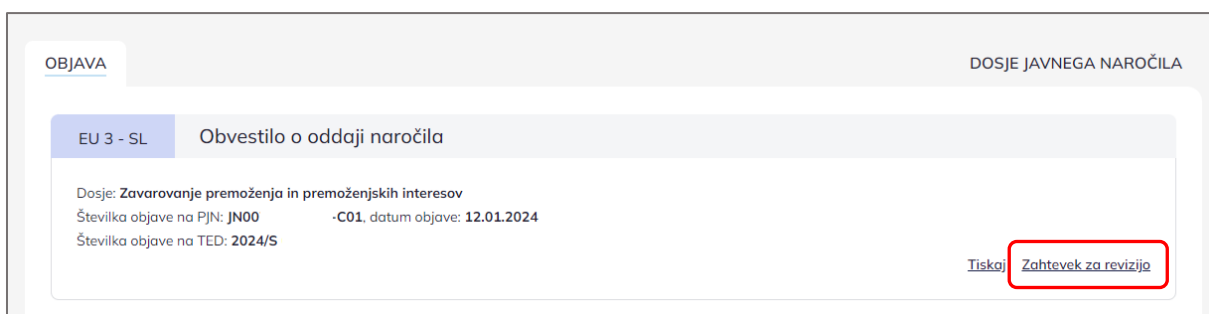 OBJAVA
DOSJE JAVNEGA NAROČILA
EU 3 - SL
Obvestilo o oddaji naročila
Dosje: Zavarovanje premoženja in premoženjskih interesov
Številka objave na PJN: JN00 -C01, datum objave: 12.01.2024
Številka objave na TED: 2024/S
Tiskaj Zahtevek za revizijo